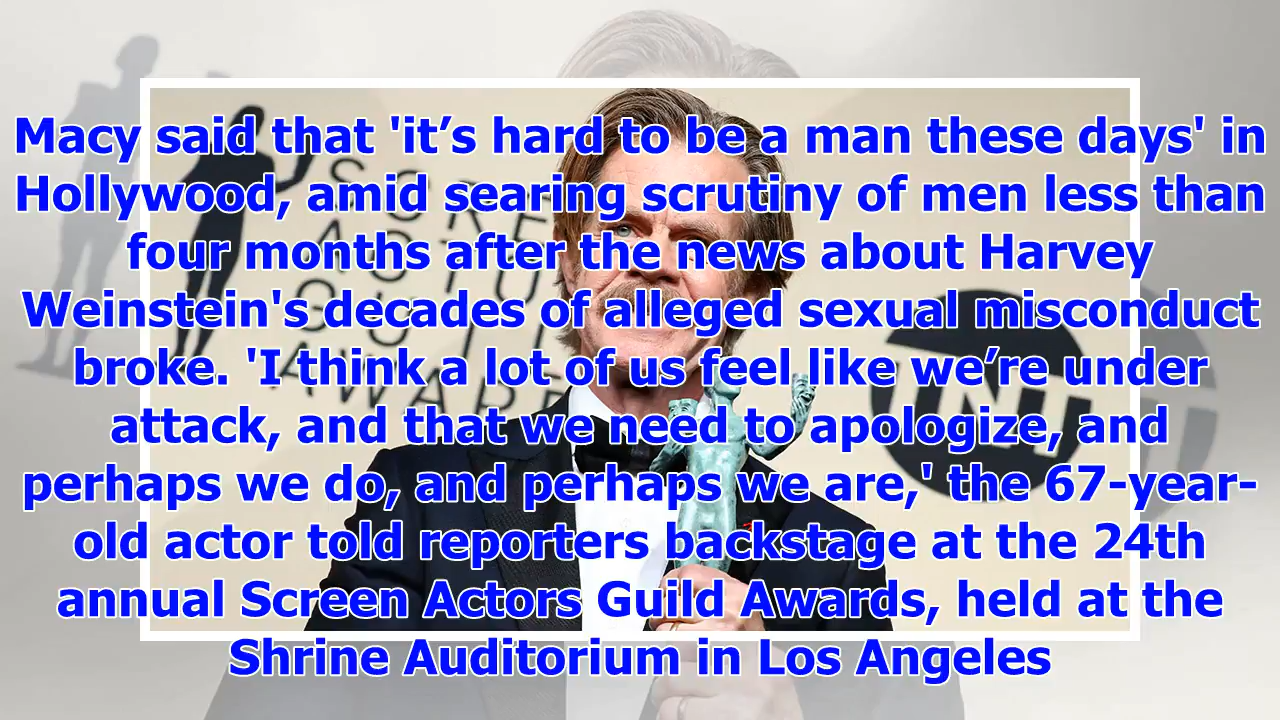 Macy said that 'it’s hard to be a man these days' in
Hollywood, amid searing scrutiny of men less than
four months after the news about Harvey
Weinstein's decades of alleged sexual misconduct
broke. 'I think a lot of us feel like we’re under
attack, and that we need to apologize, and
perhaps we do, and perhaps we are,' the 67-year-
old actor told reporters backstage at the 24th
annual Screen Actors Guild Awards, held at the
Shrine Auditorium in Los Angeles